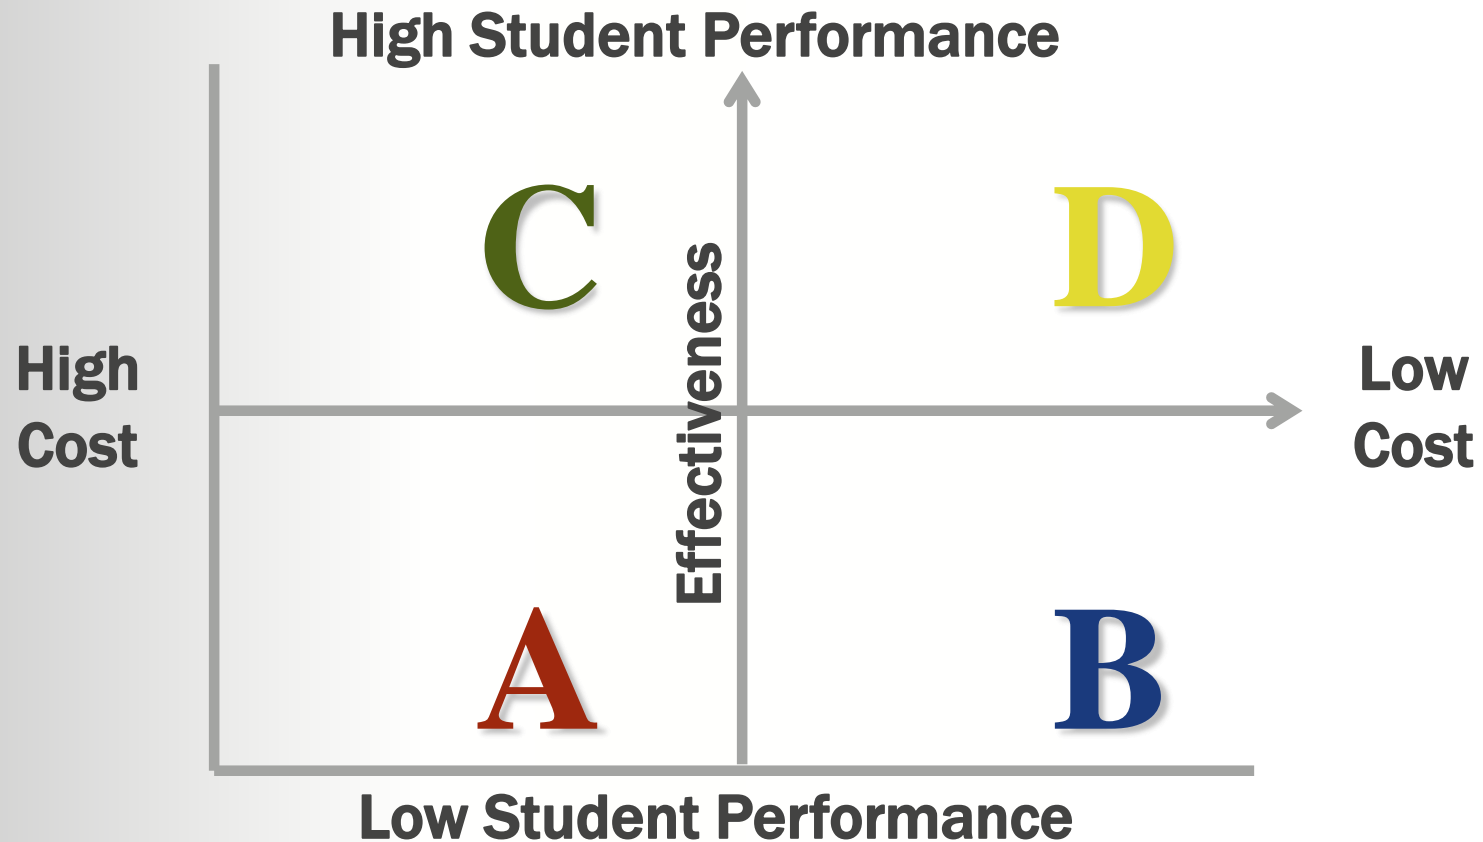 High Student Performance
C
D
Effectiveness
High
Cost
Low
Cost
A
B
Low Student Performance